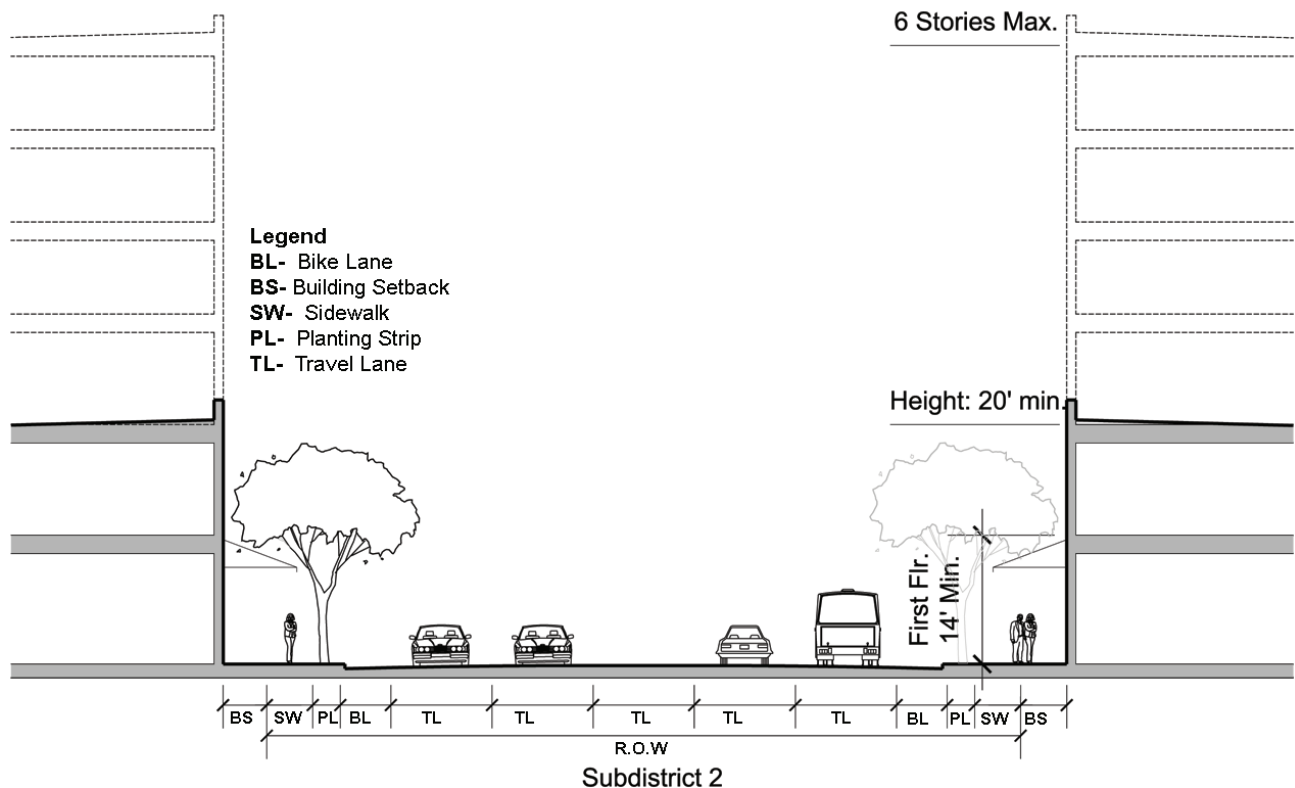 6 Stories Max.
Legend
BL- Bike Lane
BS- Building Setback
SW- Sidewalk
PL- Planting Strip
TL- Travel Lane
Height: 20' min.
First Flr.
14' Min.
BS SW PL BL TL TL TL TL TL BL PL SW BS
R.O.W
Subdistrict 2